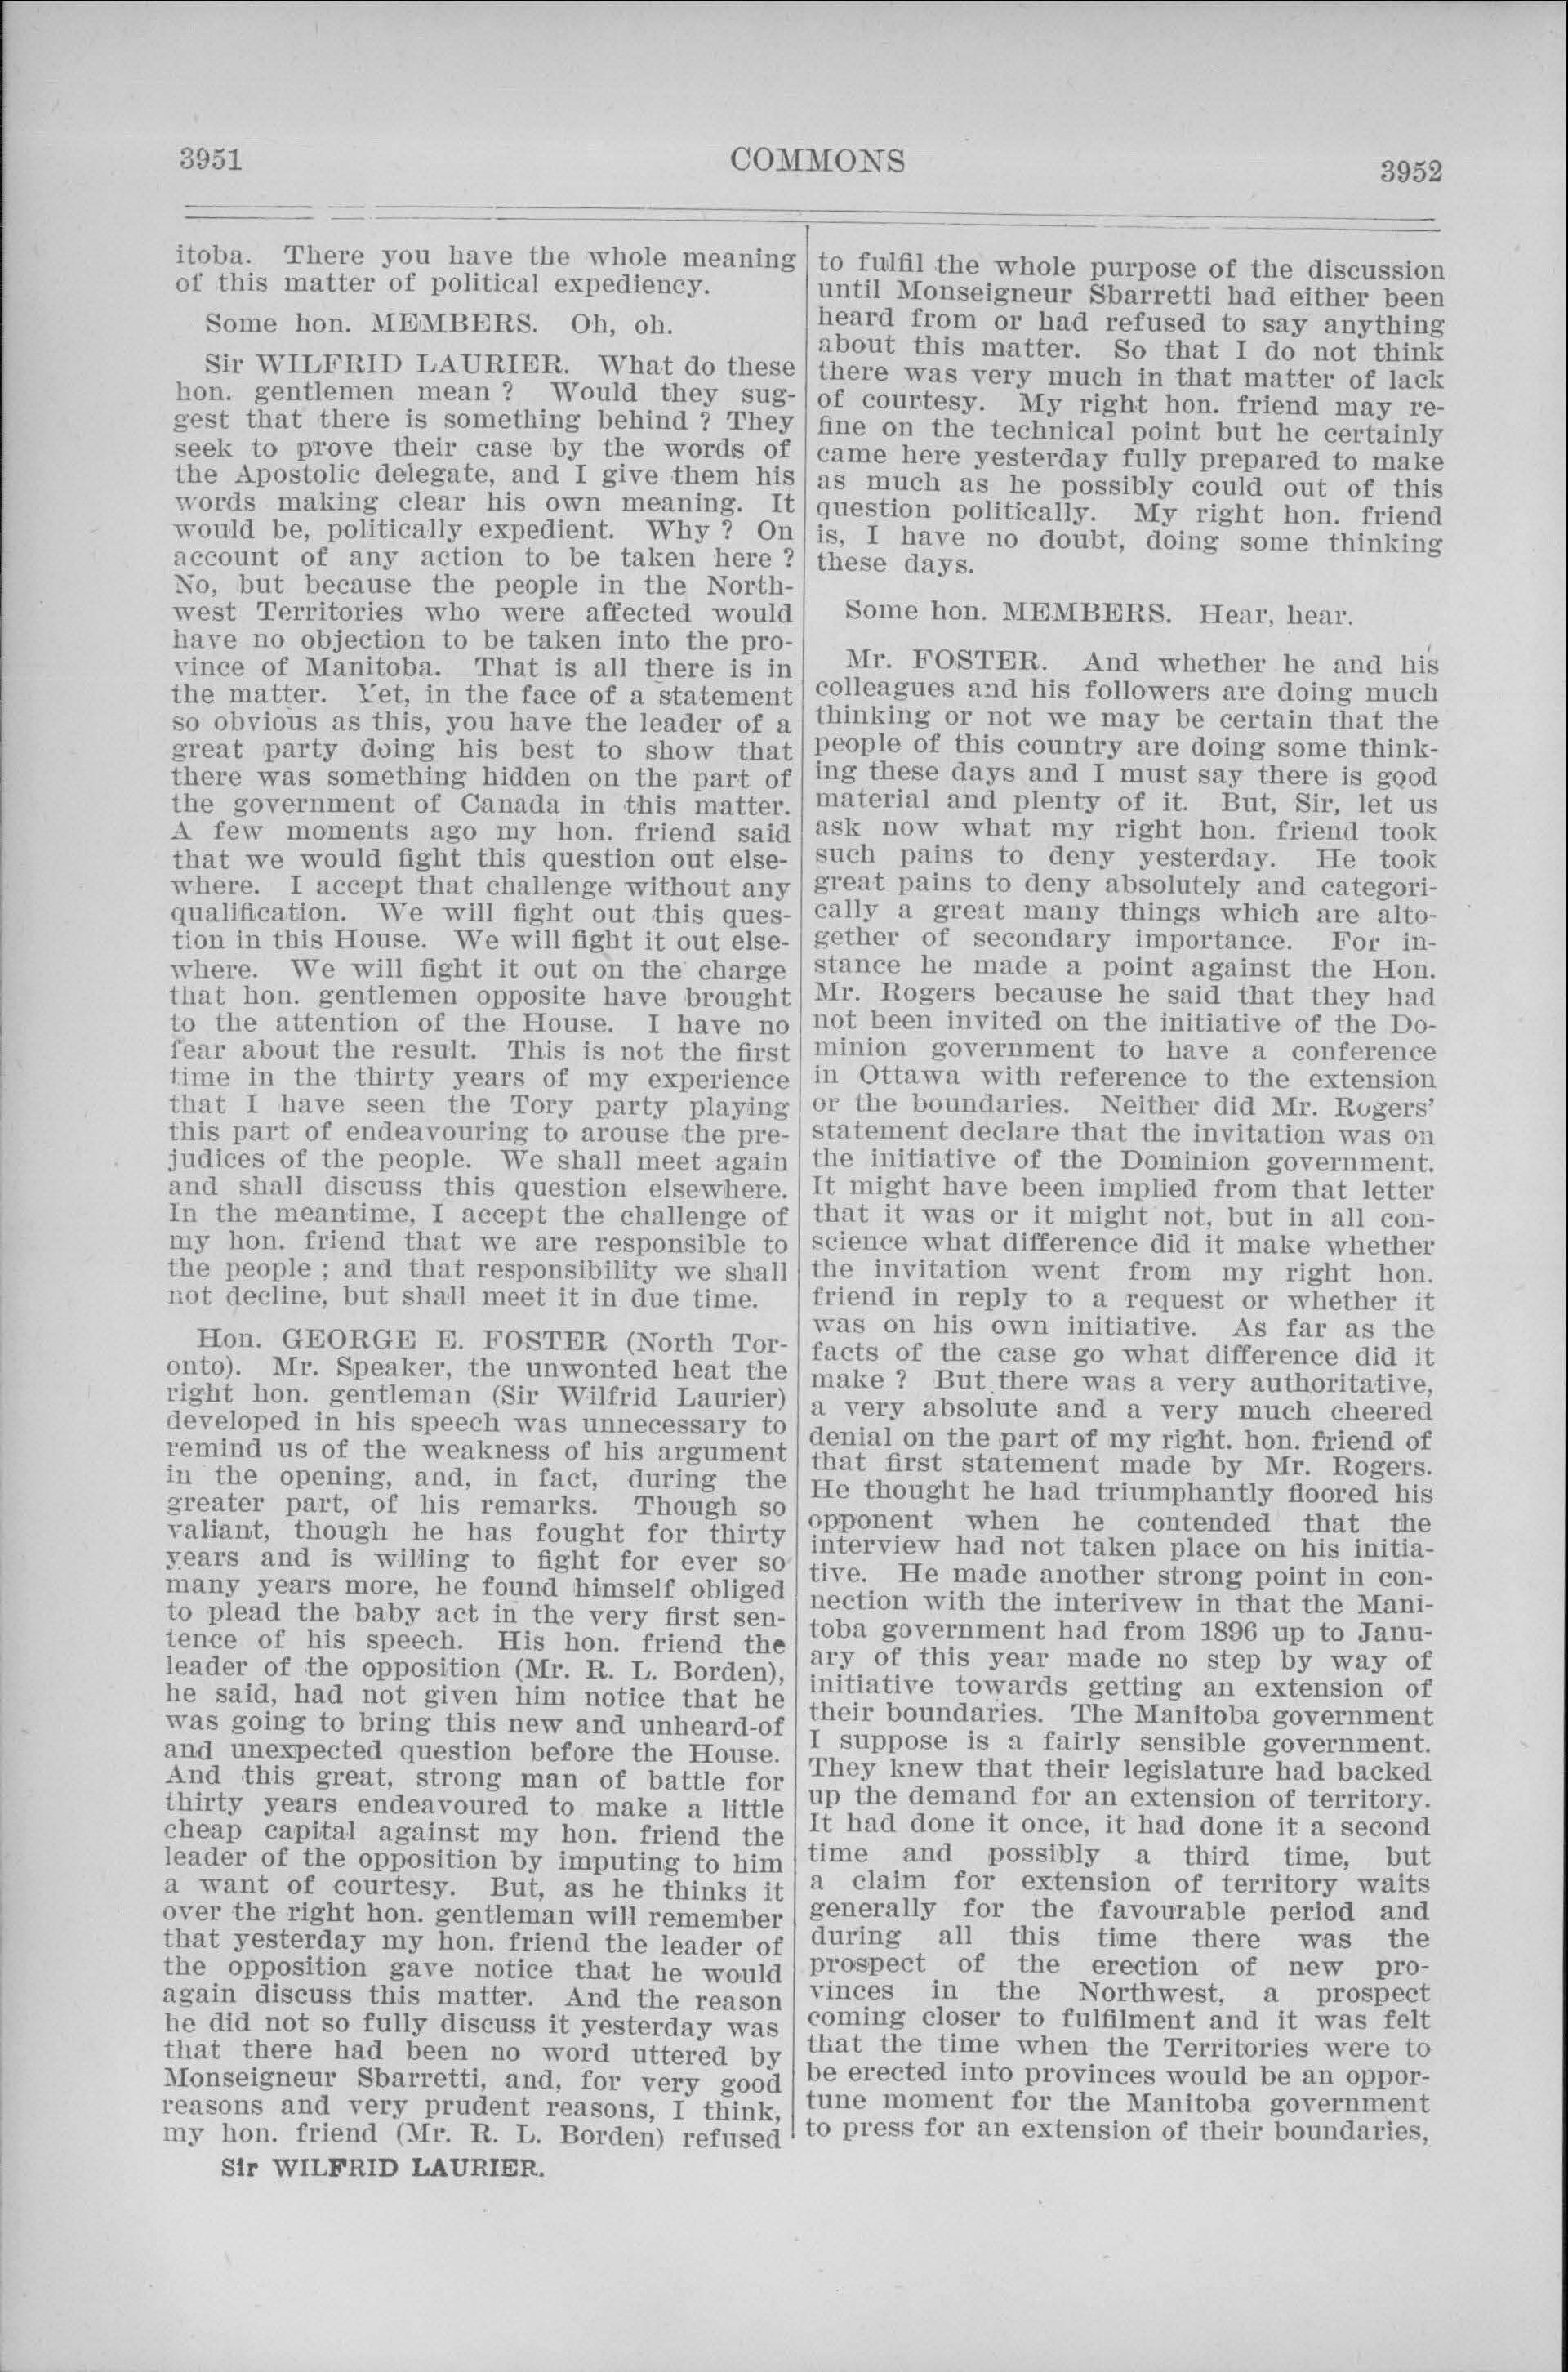 3951
COMMONS
3952
itoba. There you have the whole meaning
of this matter of political expediency.
Some hon. MEMBERS. Oh, oh.
Sir WILFRID LAURIER. What do these
hon. gentlemen mean ? Would they sug-
gest that there is something behind ? They
seek to prove their case by the words of
the Apostolic delegate, and I give them his
words making clear his own meaning. It
would be, politically expedient. Why ? On
account of any action to be taken here ?
No, but because the people in the North-
west Territories who were affected would
have no objection to be taken into the pro-
vince of Manitoba. That is all there is in
the matter. Yet, in the face of a statement
so obvious as this, you have the leader of a
great party doing his best to show that
there was something hidden on the part of
the government of Canada in this matter.
A few moments ago my hon. friend said
that we would fight this question out else-
where. I accept that challenge without any
qualification. We will fight out this ques-
tion in this House. We will fight it out else-
where. We will fight it out on the charge
that hon. gentlemen opposite have brought
to the attention of the House. I have no
fear about the result. This is not the first
time in the thirty years of my experience
that I have seen the Tory party playing
this part of endeavouring to arouse the pre-
judices of the people. We shall meet again
and shall discuss this question elsewhere.
In the meantime, I accept the challenge of
my hon. friend that we are responsible to
the people ; and that responsibility we shall
not decline, but shall meet it in due time.
Hon. GEORGE E. FOSTER (North Tor-
onto). Mr. Speaker, the unwonted heat the
right hon. gentleman (Sir Wilfrid Laurier)
developed in his speech was unnecessary to
remind us of the weakness of his argument
in the opening, and, in fact, during the
greater part, of his remarks. Though so
valiant, though he has fought for thirty
years and is willing to fight for ever so
many years more, he found himself obliged
to plead the baby act in the very first sen-
tence of his speech. His hon. friend the
leader of the opposition (Mr. R. L. Borden),
he said, had not given him notice that he
was going to bring this new and unheard-of
and unexpected question before the House.
And this great, strong man of battle for
thirty years endeavoured to make a little
cheap capital against my hon. friend the
leader of the opposition by imputing to him
a want of courtesy. But, as he thinks it
over the right hon. gentleman will remember
that yesterday my hon. friend the leader of
the opposition gave notice that he would
again discuss this matter. And the reason
he did not so fully discuss it yesterday was
that there had been no word uttered by
Monseigneur Sbarretti, and, for very good
reasons and very prudent reasons, I think,
my hon. friend (Mr. R. L. Borden) refused
Sir WILFRID LAURIER.
to fulfil the whole purpose of the discussion
until Monseigneur Sbarretti had either been
heard from or had refused to say anything
about this matter. So that I do not think
there was very much in that matter of lack
of courtesy. My right hon. friend may re-
fine on the technical point but he certainly
came here yesterday fully prepared to make
as much as he possibly could out of this
question politically. My right hon. friend
is, I have no doubt, doing some thinking
these days.
Some hon. MEMBERS. Hear, hear.
Mr. FOSTER. And whether he and his
colleagues and his followers are doing much
thinking or not we may be certain that the
people of this country are doing some think-
ing these days and I must say there is good
material and plenty of it. But, Sir, let us
ask now what my right hon. friend took
such pains to deny yesterday. He took
great pains to deny absolutely and categori-
cally a great many things which are alto-
gether of secondary importance. For in-
stance he made a point against the Hon.
Mr. Rogers because he said that they had
not been invited on the initiative of the Do-
minion government to have a conference
in Ottawa with reference to the extension
or the boundaries. Neither did Mr. Rogers'
statement declare that the invitation was on
the initiative of the Dominion government.
It might have been implied from that letter
that it was or it might not, but in all con-
science what difference did it make whether
the invitation went from my right hon.
friend in reply to a request or whether it
was on his own initiative. As far as the
facts of the case go what difference did it
make ? But there was a very authoritative,
a very absolute and a very much cheered
denial on the part of my right. hon. friend of
that first statement made by Mr. Rogers.
He thought he had triumphantly floored his
opponent when he contended that the
interview had not taken place on his initia-
tive. He made another strong point in con-
nection with the interivew in that the Mani-
toba government had from 1896 up to Janu-
ary of this year made no step by way of
initiative towards getting an extension of
their boundaries. The Manitoba government
I suppose is a fairly sensible government.
They knew that their legislature had backed
up the demand for an extension of territory.
It had done it once, it had done it a second
time and possibly a third time, but
a claim for extension of territory waits
generally for the favourable period and
during all this time there was the
prospect of the erection of new pro-
vinces in the Northwest, a prospect
coming closer to fulfilment and it was felt
that the time when the Territories were to
be erected into provinces would be an oppor-
tune moment for the Manitoba government
to press for an extension of their boundaries,